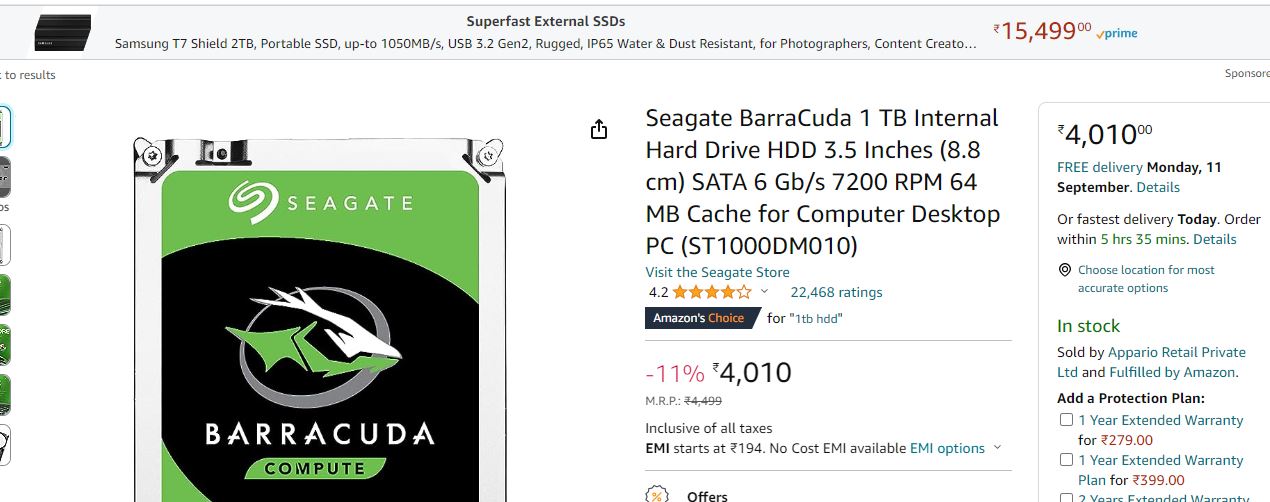 Superfast External SSDs
Samsung T7 Shield 2TB, Portable SSD, up-to 1050MB/s, USB 3.2 Gen2, Rugged, IP65 Water & Dust Resistant, for Photographers, Content Creato…
₹15,499.00 prime
to results
Sponsore
SEAGATE
BARRACUDA
COMPUTE
Seagate BarraCuda 1 TB Internal
Hard Drive HDD 3.5 Inches (8.8
cm) SATA 6 Gb/s 7200 RPM 64
MB Cache for Computer Desktop
PC (ST1000DM010)
Visit the Seagate Store
4.2 22,468 ratings
Amazon's Choice for "1tb hdd"
-11% ₹4,010
M.R.P.: ₹4,499
Inclusive of all taxes
EMI starts at ₹194. No Cost EMI available EMI options
Offers
₹4,01000
FREE delivery Monday, 11
September. Details
Or fastest delivery Today. Order
within 5 hrs 35 mins. Details
Choose location for most
accurate options
In stock
Sold by Appario Retail Private
Ltd and Fulfilled by Amazon.
Add a Protection Plan:
1 Year Extended Warranty
for ₹279.00
1 Year Extended Warranty
Plan for ₹399.00
2 Years Extended Warranty